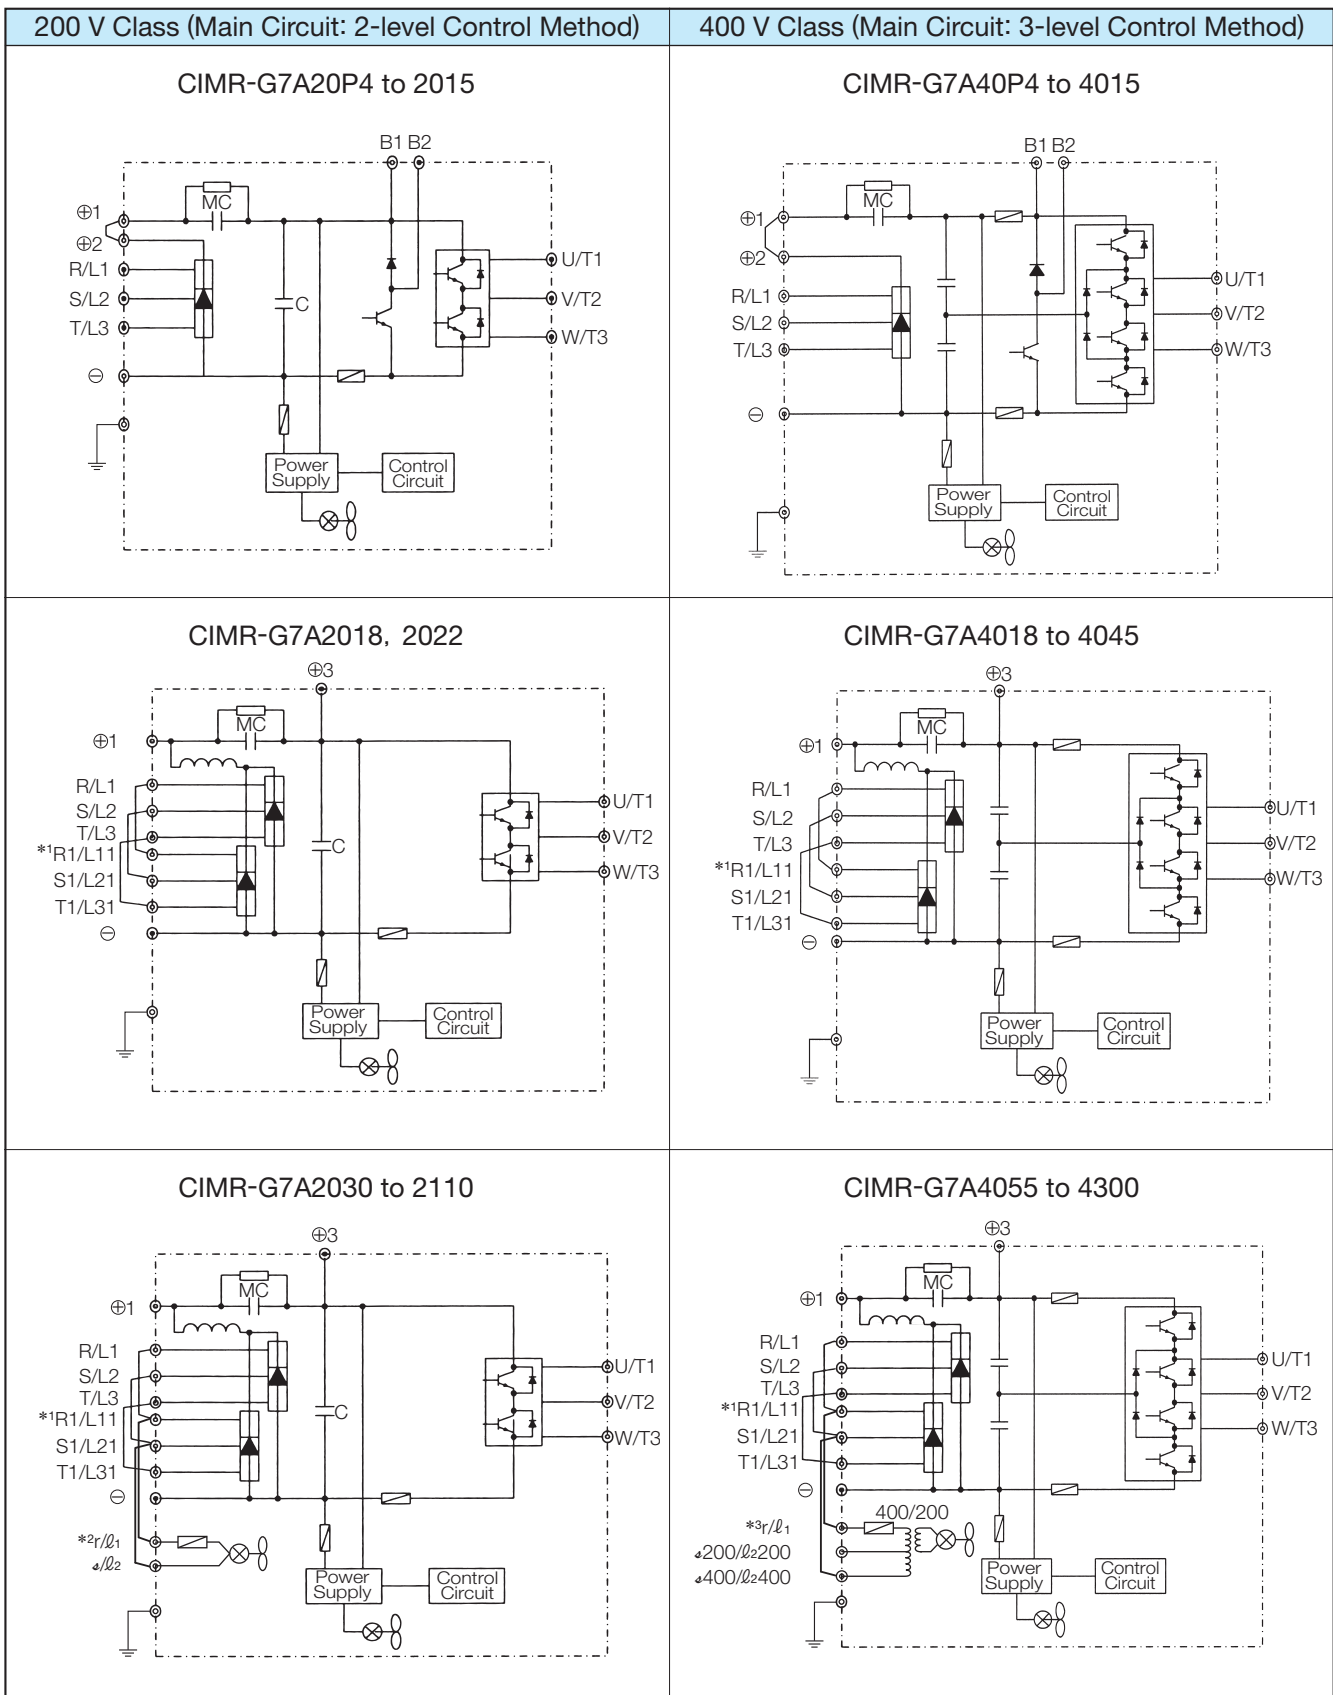 200 V Class (Main Circuit: 2-level Control Method)
400 V Class (Main Circuit: 3-level Control Method)
CIMR-G7A20P4 to 2015
B1 B2
MC
⊕1
⊕2
R/L1
S/L2
T/L3
⊖
C
U/T1
V/T2
W/T3
Power
Supply
Control
Circuit
CIMR-G7A40P4 to 4015
B1 B2
MC
⊕1
⊕2
R/L1
S/L2
T/L3
⊖
U/T1
V/T2
W/T3
Power
Supply
Control
Circuit
CIMR-G7A2018, 2022
⊕3
MC
⊕1
R/L1
S/L2
T/L3
*1R1/L11
S1/L21
T1/L31
⊖
C
U/T1
V/T2
W/T3
Power
Supply
Control
Circuit
CIMR-G7A4018 to 4045
⊕3
MC
⊕1
R/L1
S/L2
T/L3
*1R1/L11
S1/L21
T1/L31
⊖
U/T1
V/T2
W/T3
Power
Supply
Control
Circuit
CIMR-G7A2030 to 2110
⊕3
MC
⊕1
R/L1
S/L2
T/L3
*1R1/L11
S1/L21
T1/L31
⊖
*2r/ℓ1
s/ℓ2
C
U/T1
V/T2
W/T3
Power
Supply
Control
Circuit
CIMR-G7A4055 to 4300
⊕3
MC
⊕1
R/L1
S/L2
T/L3
*1R1/L11
S1/L21
T1/L31
⊖
400/200
*3r/ℓ1
s200/ℓ2200
s400/ℓ2400
U/T1
V/T2
W/T3
Power
Supply
Control
Circuit